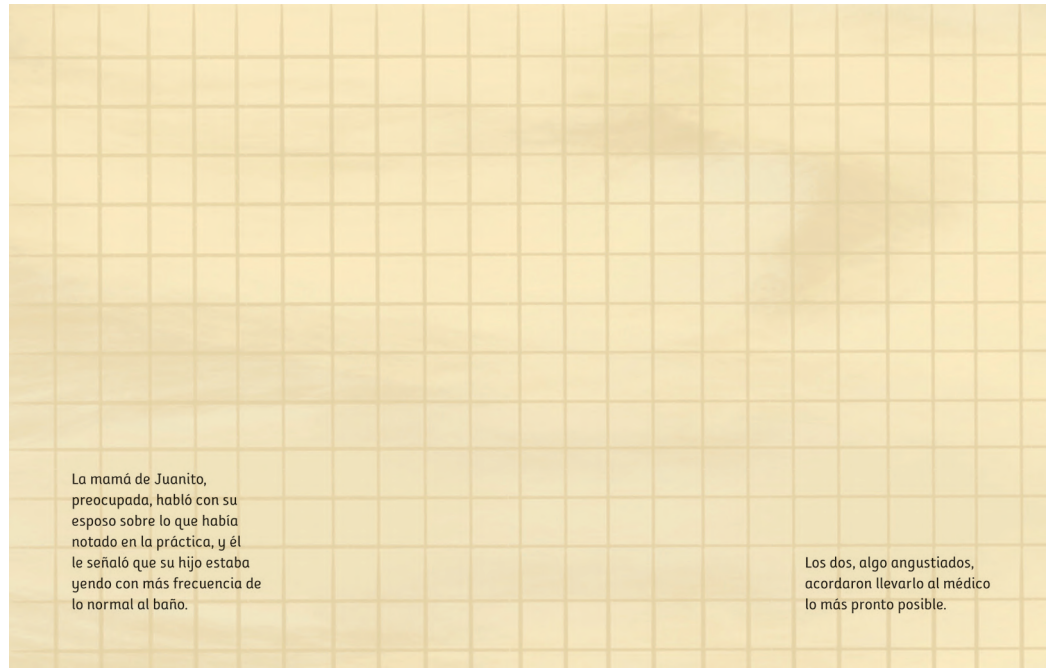 La mamá de Juanito,
preocupada, habló con su
esposo sobre lo que había
notado en la práctica, y él
le señaló que su hijo estaba
yendo con más frecuencia de
lo normal al baño.
Los dos, algo angustiados,
acordaron llevarlo al médico
lo más pronto posible.